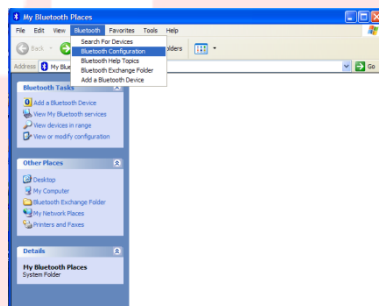 My Bluetooth Places
File Edit View Bluetooth Favorites Tools Help
Search For Devices
Back
Bluetooth Configuration
olders
Bluetooth Help Topics
Address My Blue
Bluetooth Exchange Folder
Go
Add a Bluetooth Device
Bluetooth Tasks
Add a Bluetooth Device
View My Bluetooth services
View devices in range
View or modify configuration
Other Places
Desktop
My Computer
Bluetooth Exchange Folder
My Network Places
Printers and Faxes
Details
My Bluetooth Places
System Folder